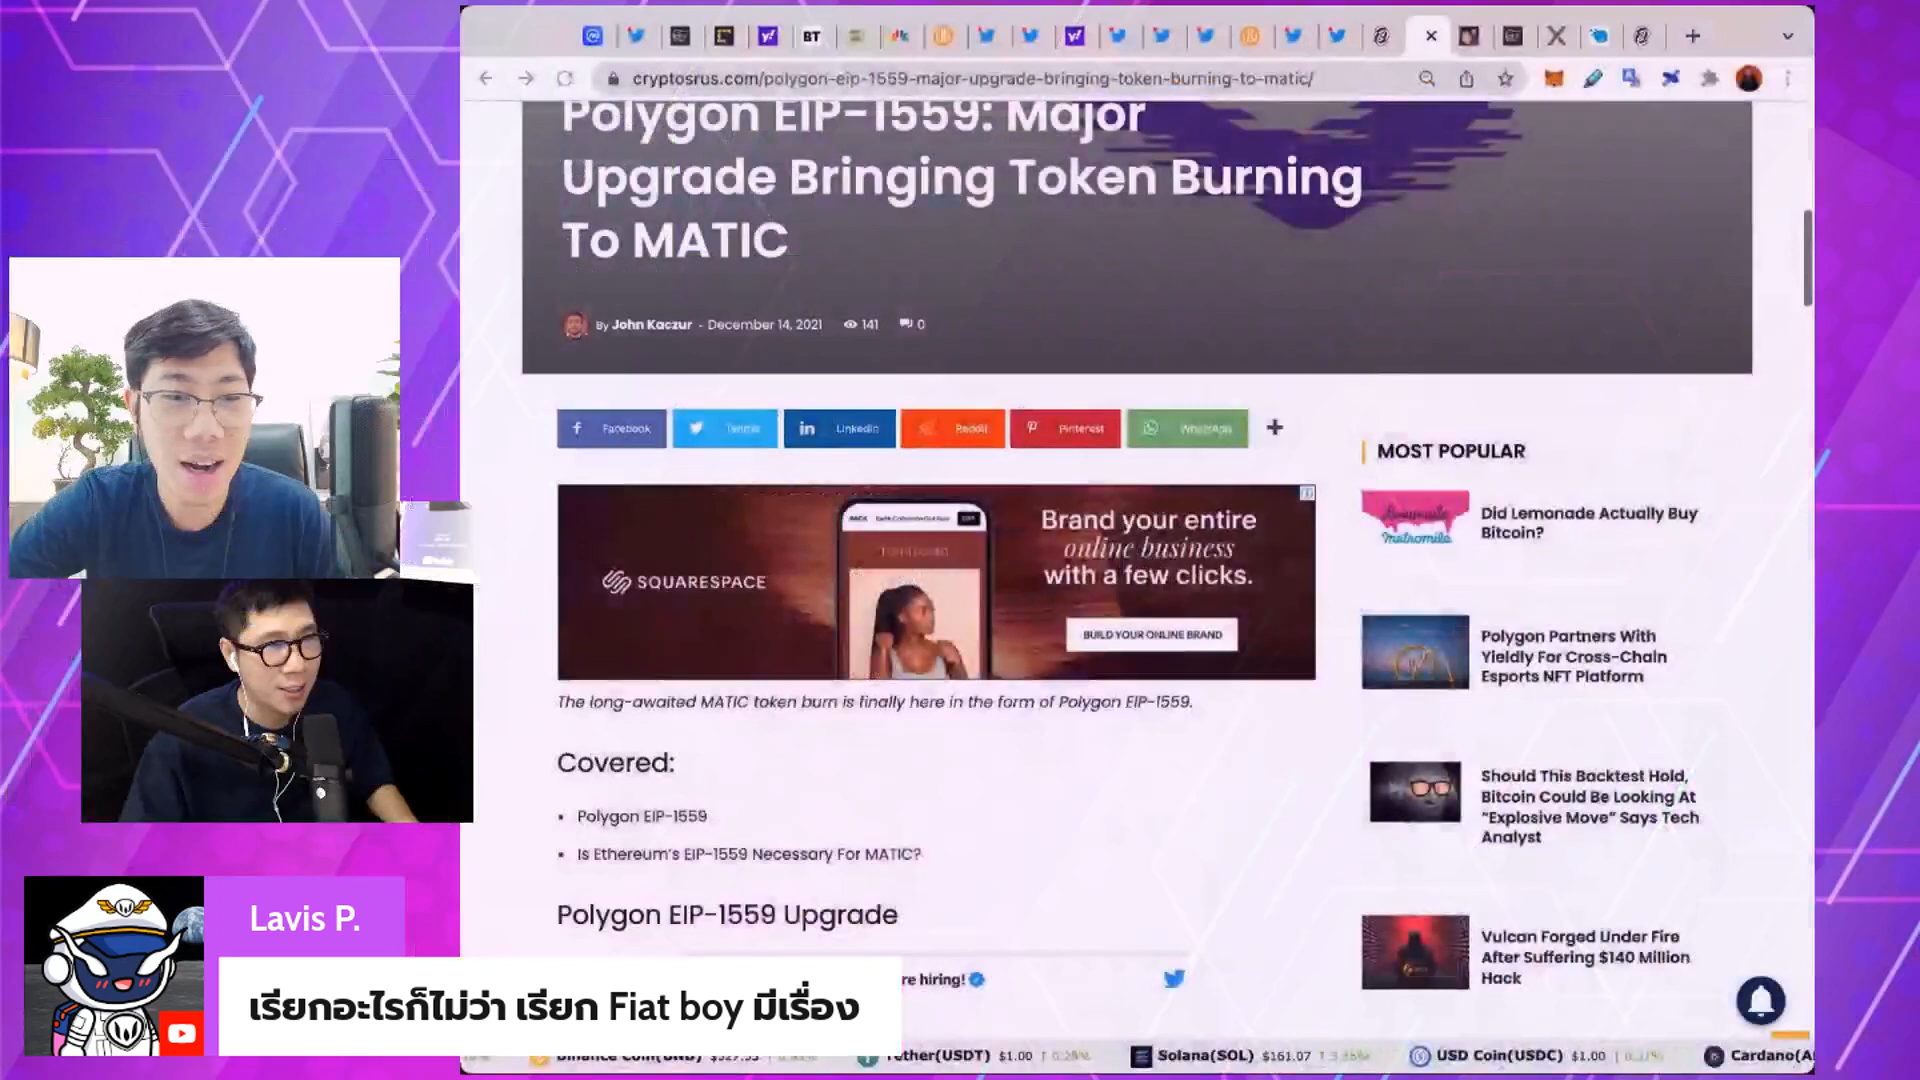 BT
cryptosrus.com/polygon-eip-1559-major-upgrade-bringing-token-burning-to-matic/
Polygon EIP-1559: Major
Upgrade Bringing Token Burning
To MATIC
By John Kaczur - December 14, 2021 141 0
Facebook
Twitter
Linkedin
Reddit
Pinterest
WhatsApp
SQUARESPACE
Brand your entire
online business
with a few clicks.
BUILD YOUR ONLINE BRAND
The long-awaited MATIC token burn is finally here in the form of Polygon EIP-1559.
Covered:
Polygon EIP-1559
Is Ethereum's EIP-1559 Necessary For MATIC?
Polygon EIP-1559 Upgrade
re hiring!
MOST POPULAR
Did Lemonade Actually Buy
Bitcoin?
Polygon Partners With
Yieldly For Cross-Chain
Esports NFT Platform
Should This Backtest Hold,
Bitcoin Could Be Looking At
“Explosive Move” Says Tech
Analyst
Vulcan Forged Under Fire
After Suffering $140 Million
Hack
Lavis P.
เรียกอะไรก็ไม่ว่า เรียก Fiat boy มีเรื่อง
Binance Coin(BNB) Tether(USDT) $1.00 Solana(SOL) $161.07 USD Coin(USDC) $1.00 Cardano(A